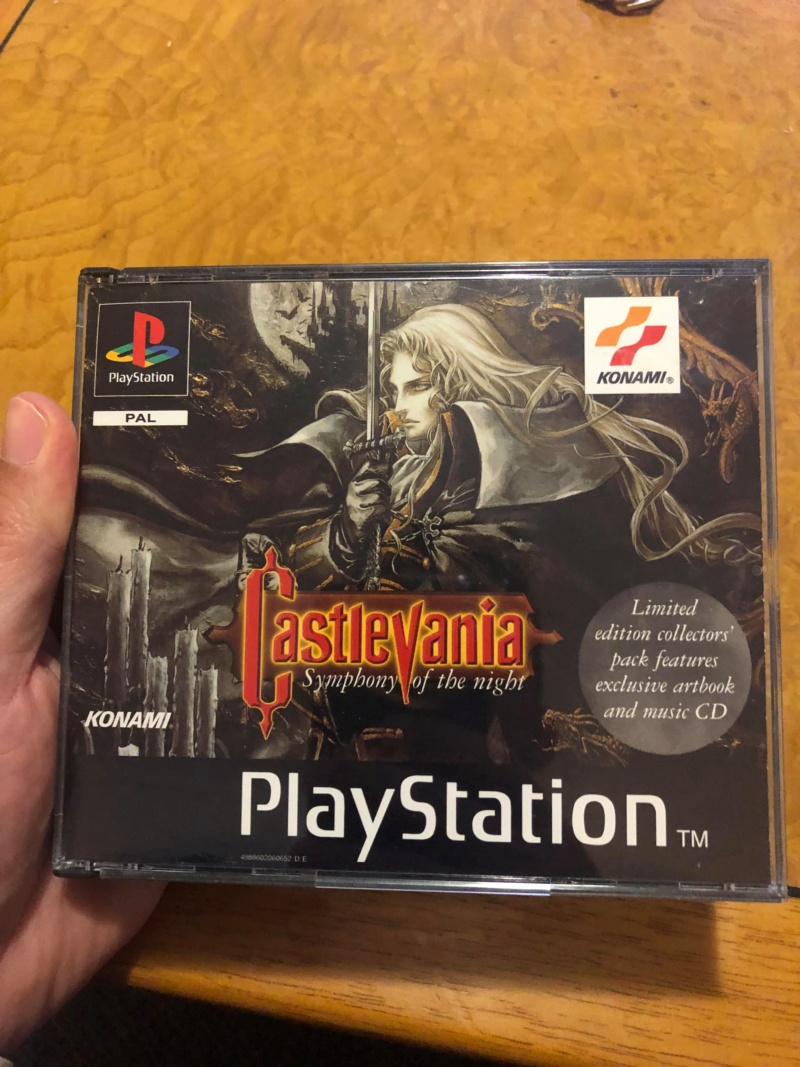 PlayStation
PAL
KONAMI®
Castlevania
Symphony of the night
Limited
edition collectors'
pack features
exclusive artbook
and music CD
KONAMI
PlayStation™